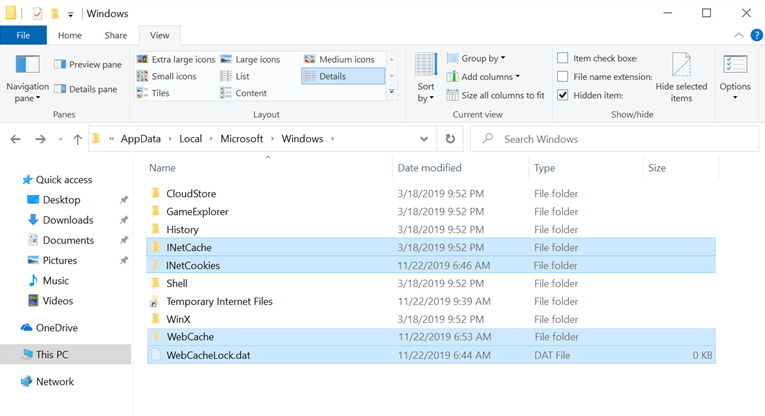 Windows
File Home Share View
Navigation pane Preview pane Details pane
Panes
Extra large icons Large icons Medium icons
Small icons List Details
Tiles Content
Layout
Sort by Group by Add columns Size all columns to fit
Current view
Item check boxe: File name extension: Hidden item: Hide selected items
Show/hide
Options
AppData Local Microsoft Windows Search Windows
Name Date modified Type Size
Quick access
Desktop
Downloads
Documents
Pictures
Music
Videos
OneDrive
This PC
Network
CloudStore 3/18/2019 9:52 PM File folder
GameExplorer 3/18/2019 9:52 PM File folder
History 3/18/2019 9:52 PM File folder
INetCache 3/18/2019 9:52 PM File folder
INetCookies 11/22/2019 6:46 AM File folder
Shell 3/18/2019 9:52 PM File folder
Temporary Internet Files 11/22/2019 9:39 AM File folder
WinX 3/18/2019 9:52 PM File folder
WebCache 11/22/2019 6:53 AM File folder
WebCacheLock.dat 11/22/2019 6:44 AM DAT File 0 KB